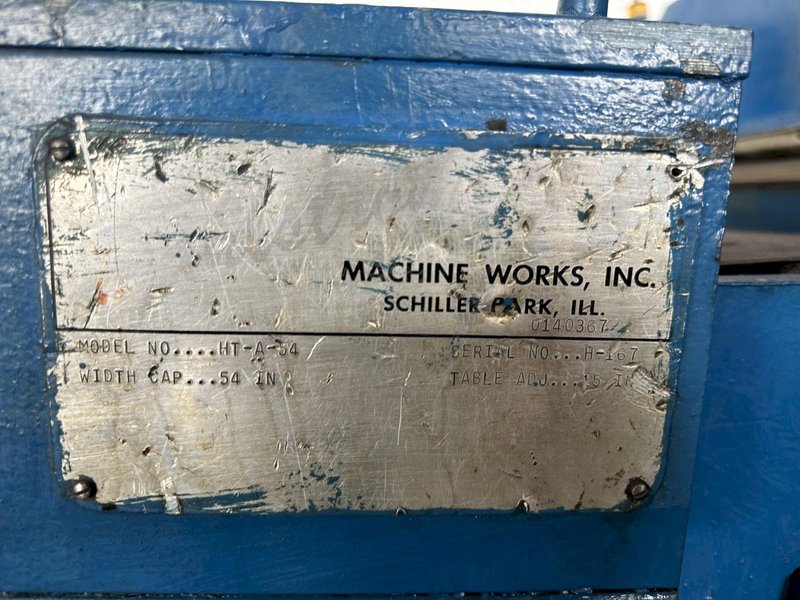 MACHINE WORKS, INC.
SCHILLER PARK, ILL.
0140367
MODEL NO....HT-A-54 SERIAL NO...H-167
WIDTH CAP...54 IN TABLE ADJ...15 IN